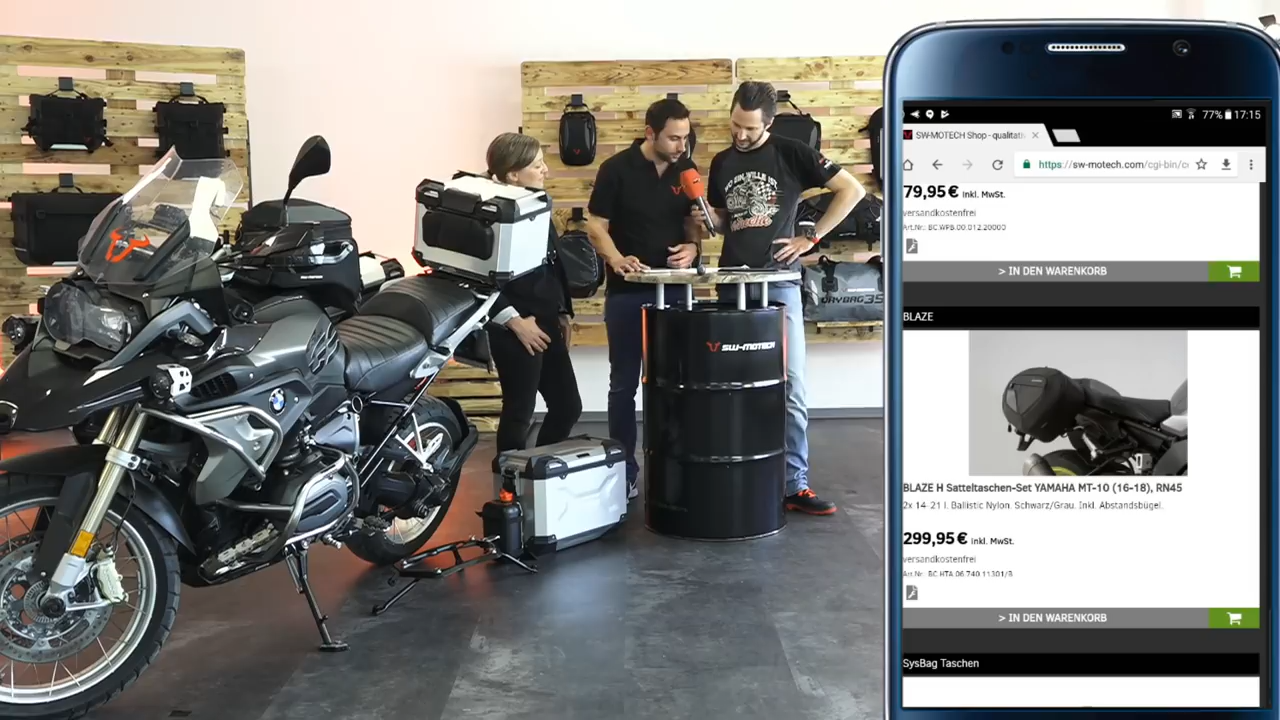 77% 17:15
SW-MOTECH Shop - qualitati
https://sw-motech.com/cgi-bin/c
79,95 € inkl. MwSt.
versandkostenfrei
Art.Nr.: BC.WPB.00.012.20000
> IN DEN WARENKORB
BLAZE
BLAZE H Satteltaschen-Set YAMAHA MT-10 (16-18), RN45
2x 14-21 l. Ballistic Nylon. Schwarz/Grau. Inkl. Abstandsbügel.
299,95 € inkl. MwSt.
versandkostenfrei
Art.Nr.: BC.HTA.06.740.11301/B
> IN DEN WARENKORB
SysBag Taschen
SW-MOTECH
DRYBAG 35